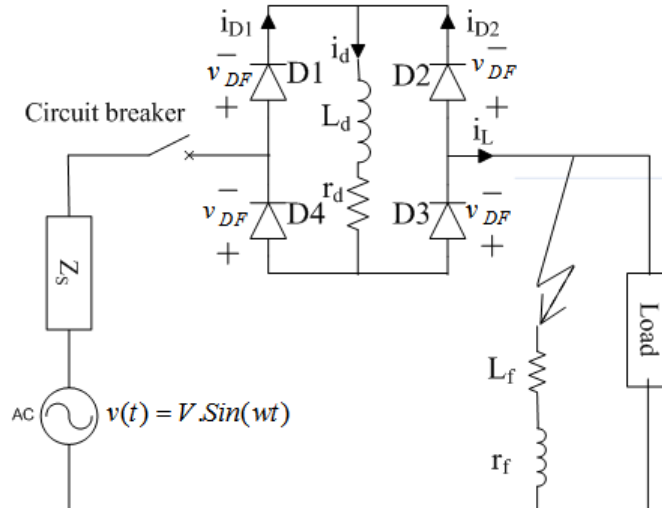 i_D1 i_d i_D2
v_DF − + D1
D2 v_DF − +
Circuit breaker
L_d
i_L
r_d
v_DF − + D4
D3 v_DF − +
Z_s
Load
L_f
AC v(t) = V.Sin(wt)
r_f